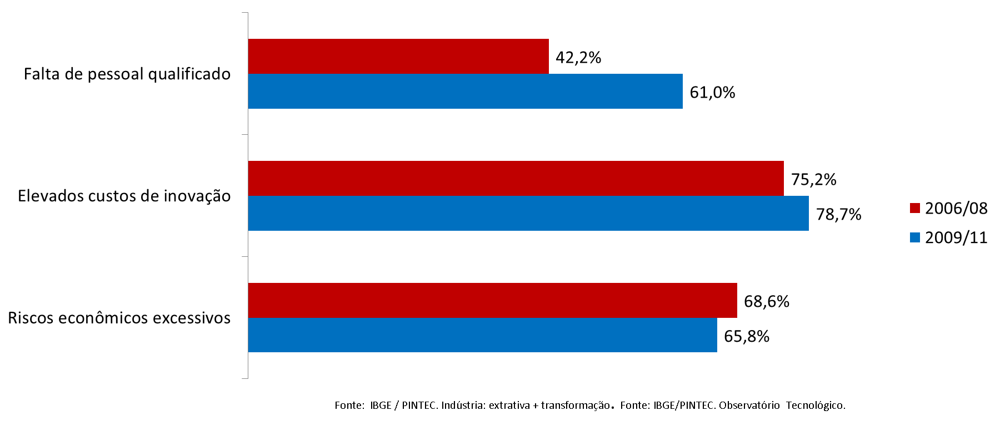 Falta de pessoal qualificado
42,2%
61,0%
Elevados custos de inovação
75,2%
78,7%
2006/08
2009/11
Riscos econômicos excessivos
68,6%
65,8%
Fonte: IBGE / PINTEC. Indústria: extrativa + transformação. Fonte: IBGE/PINTEC. Observatório Tecnológico.